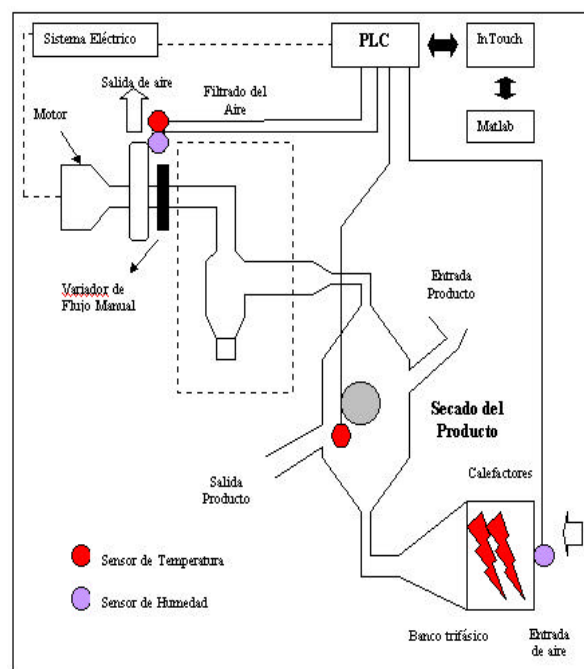 Sistema Eléctrico
PLC
InTouch
Salida de aire
Filtrado del
Aire
Matlab
Motor
Variador de
Flujo Manual
Entrada
Producto
Secado del
Producto
Salida
Producto
Calefactores
Sensor de Temperatura
Sensor de Humedad
Banco trifásico
Entrada
de aire